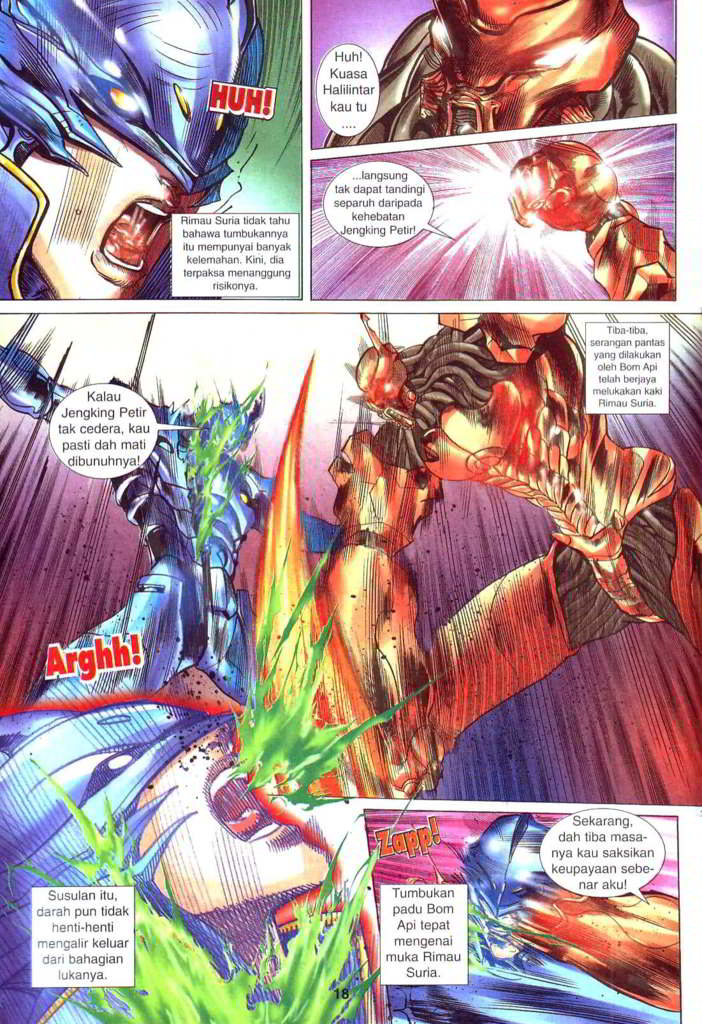 HUH!
Rimau Suria tidak tahu
bahawa tumbukannya
itu mempunyai banyak
kelemahan. Kini, dia
terpaksa menanggung
risikonya.
Huh!
Kuasa
Halilintar
kau tu
....
...langsung
tak dapat tandingi
separuh daripada
kehebatan
Jengking Petir!
Kalau
Jengking Petir
tak cedera, kau
pasti dah mati
dibunuhnya!
Tiba-tiba,
serangan pantas
yang dilakukan
oleh Bom Api
telah berjaya
melukakan kaki
Rimau Suria.
Arghh!
Susulan itu,
darah pun tidak
henti-henti
mengalir keluar
dari bahagian
lukanya.
Zapp!
Sekarang,
dah tiba masa-
nya kau saksikan
keupayaan sebe-
nar aku!
Tumbukan
padu Bom
Api tepat
mengenai
muka Rimau
Suria.
18